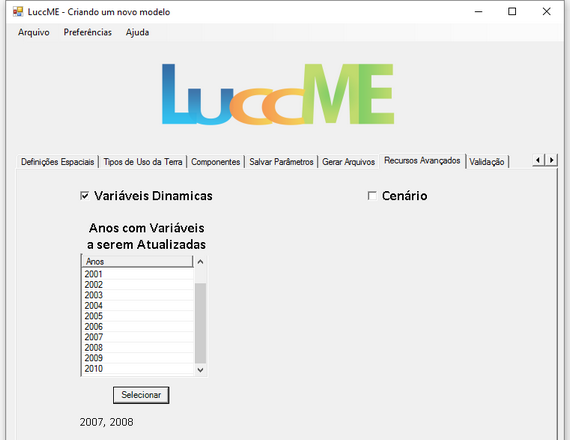 LuccME - Criando um novo modelo
Arquivo Preferências Ajuda
LuccME
Definições Espaciais Tipos de Uso da Terra Componentes Salvar Parâmetros Gerar Arquivos Recursos Avançados Validação
Variáveis Dinamicas Cenário
Anos com Variáveis
a serem Atualizadas
Anos
2001
2002
2003
2004
2005
2006
2007
2008
2009
2010
Selecionar
2007, 2008